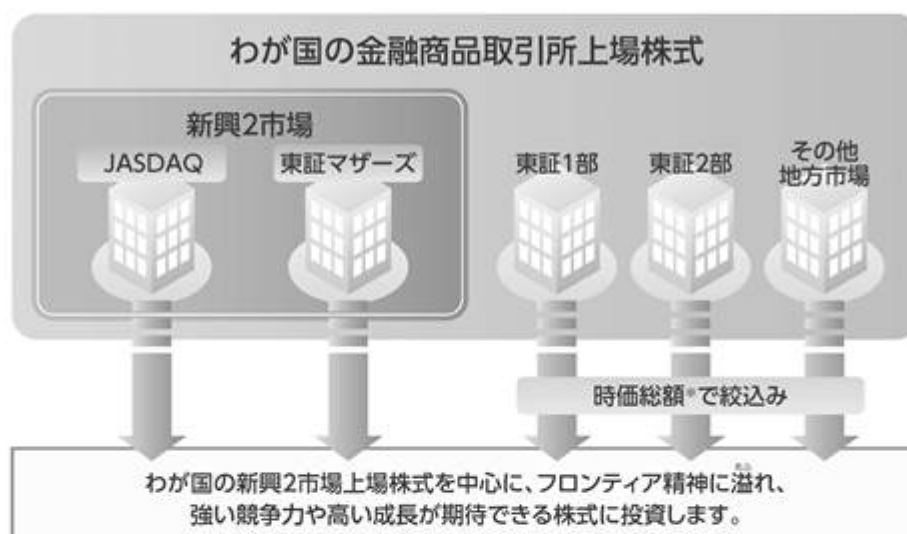 わが国の金融商品取引所上場株式
新興2市場
JASDAQ
東証マザーズ
東証1部
東証2部
その他
地方市場
時価総額*で絞込み
わが国の新興2市場上場株式を中心に、フロンティア精神に溢れ、
強い競争力や高い成長が期待できる株式に投資します。